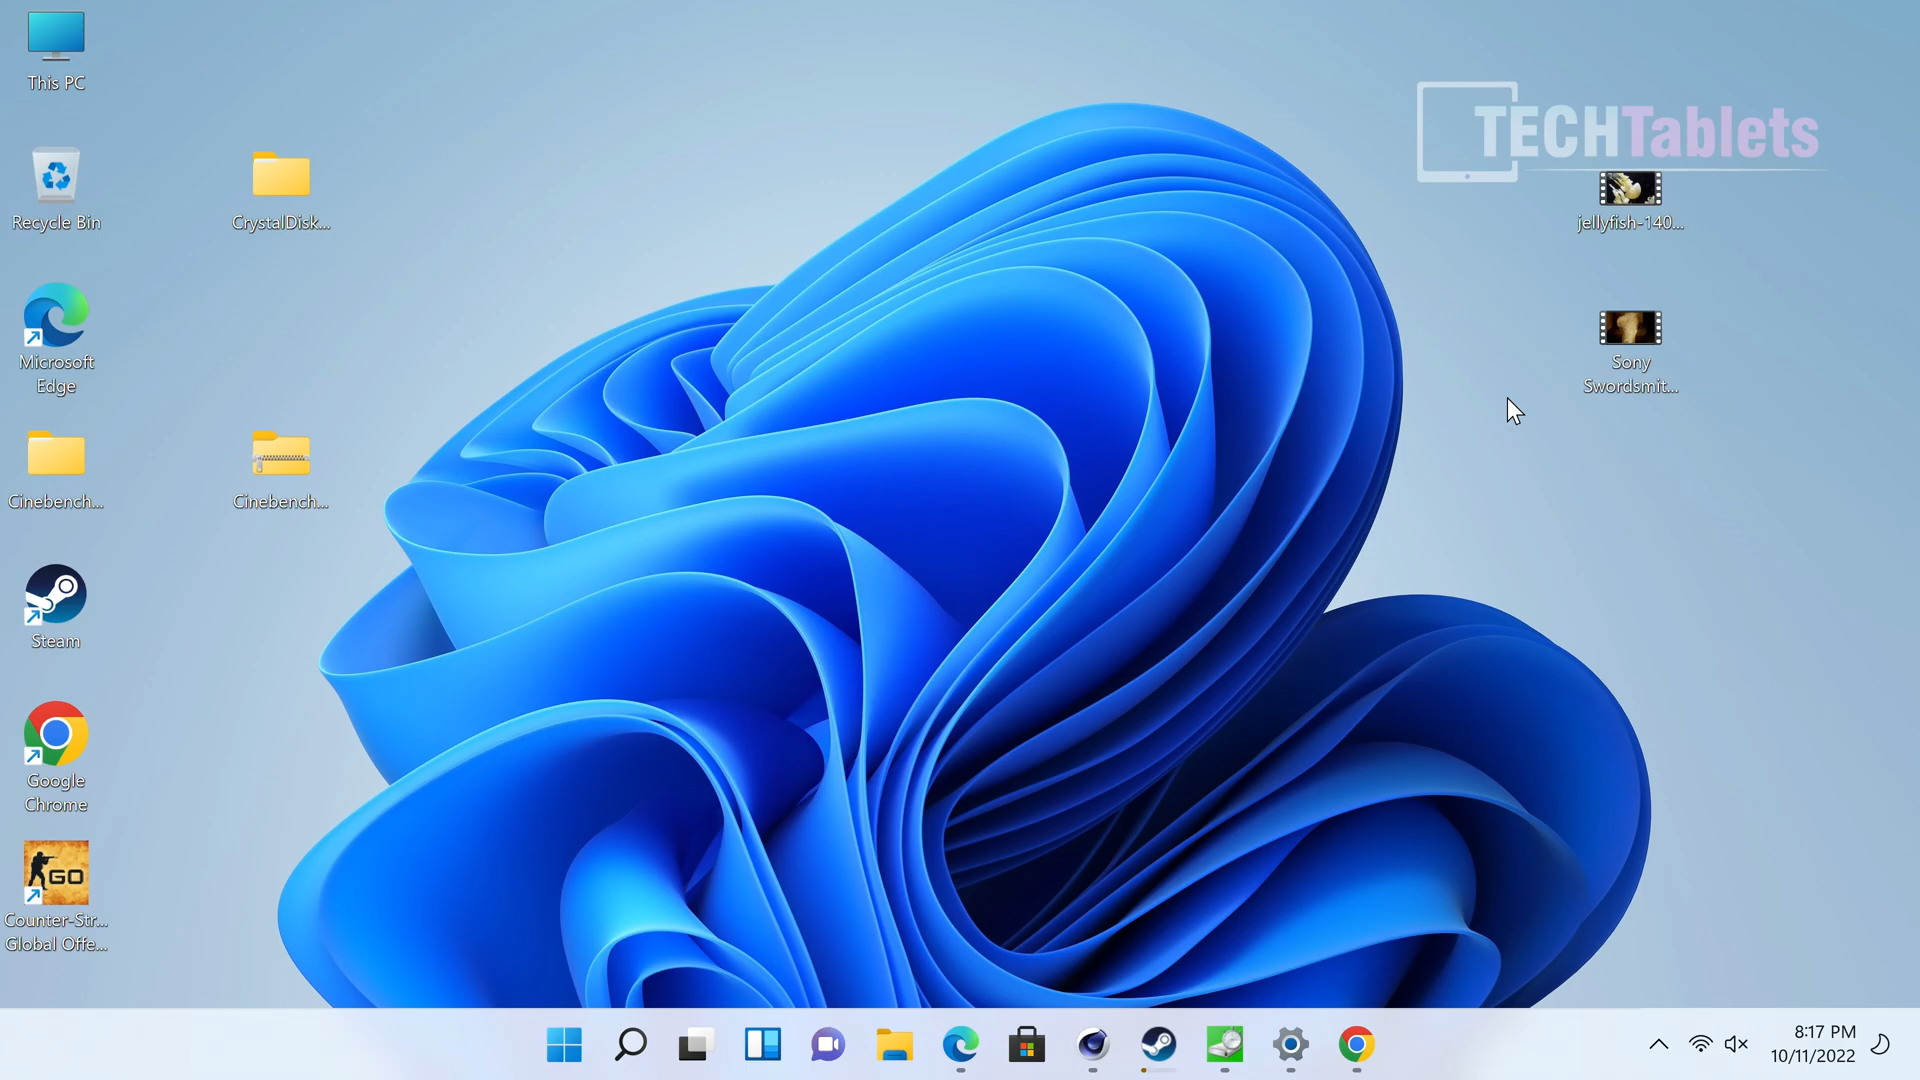 This PC
TECHTablets
Recycle Bin
CrystalDisk...
jellyfish-140...
Microsoft
Edge
Sony
Swordsmit...
Cinebench...
Cinebench...
Steam
Google
Chrome
GO
Counter-Str...
Global Offe...
8:17 PM
10/11/2022